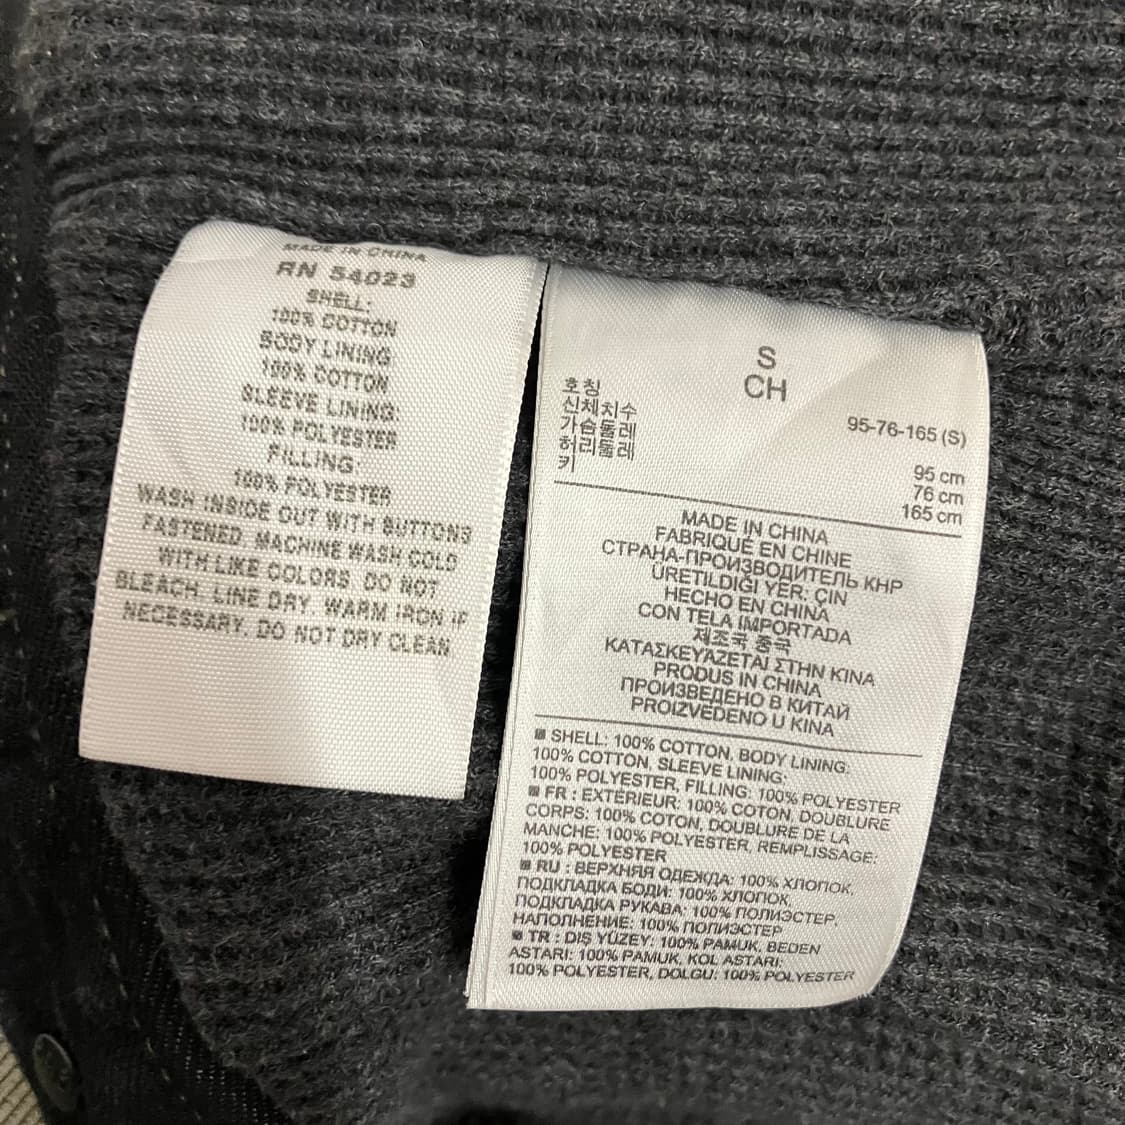 MADE IN CHINA
RN 54023
SHELL:
100% COTTON
BODY LINING:
100% COTTON
SLEEVE LINING:
100% POLYESTER
FILLING:
100% POLYESTER
WASH INSIDE OUT WITH BUTTONS
FASTENED. MACHINE WASH COLD
WITH LIKE COLORS. DO NOT
BLEACH. LINE DRY. WARM IRON IF
NECESSARY. DO NOT DRY CLEAN
S
CH
호칭 95-76-165 (S)
신체치수
가슴둘레 95 cm
허리둘레 76 cm
키 165 cm
MADE IN CHINA
FABRIQUÉ EN CHINE
СТРАНА-ПРОИЗВОДИТЕЛЬ КНР
ÜRETILDIĞI YER: ÇIN
HECHO EN CHINA
CON TELA IMPORTADA
제조국 중국
ΚΑΤΑΣΚΕΥΆΖΕΤΑΙ ΣΤΗΝ ΚΙΝΑ
PRODUS IN CHINA
ПРОИЗВЕДЕНО В КИТАЙ
PROIZVEDENO U KINA
SHELL: 100% COTTON, BODY LINING:
100% COTTON, SLEEVE LINING:
100% POLYESTER, FILLING: 100% POLYESTER
FR : EXTÉRIEUR: 100% COTON, DOUBLURE
CORPS: 100% COTON, DOUBLURE DE LA
MANCHE: 100% POLYESTER, REMPLISSAGE:
100% POLYESTER
RU : ВЕРХНЯЯ ОДЕЖДА: 100% ХЛОПОК,
ПОДКЛАДКА БОДИ: 100% ХЛОПОК,
ПОДКЛАДКА РУКАВА: 100% ПОЛИЭСТЕР,
НАПОЛНЕНИЕ: 100% ПОЛИЭСТЕР
TR : DIŞ YÜZEY: 100% PAMUK, BEDEN
ASTARI: 100% PAMUK, KOL ASTARI:
100% POLYESTER, DOLGU: 100% POLYESTER